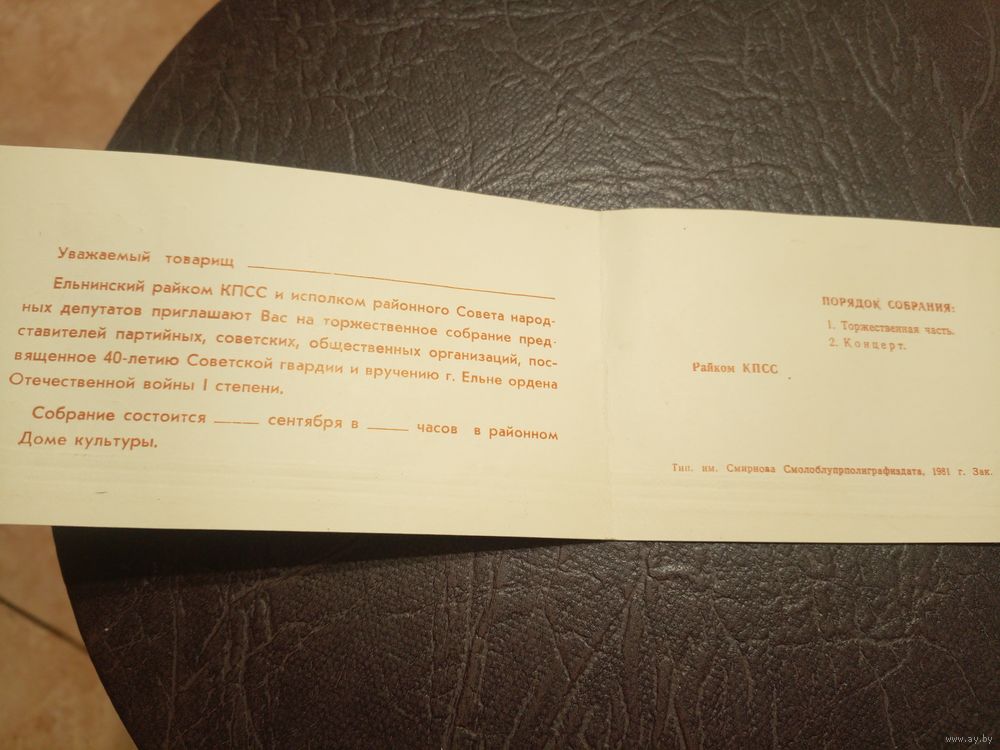 Уважаемый товарищ ____________
Ельнинский райком КПСС и исполком районного Совета народ-
ных депутатов приглашают Вас на торжественное собрание пред-
ставителей партийных, советских, общественных организаций, пос-
вященное 40-летию Советской гвардии и вручению г. Ельне ордена
Отечественной войны I степени.
Собрание состоится ____ сентября в ____ часов в районном
Доме культуры.
ПОРЯДОК СОБРАНИЯ:
1. Торжественная часть.
2. Концерт.
Райком КПСС
Тип. им. Смирнова Смолоблупрполиграфиздата, 1981 г. Зак.
www.ay.by